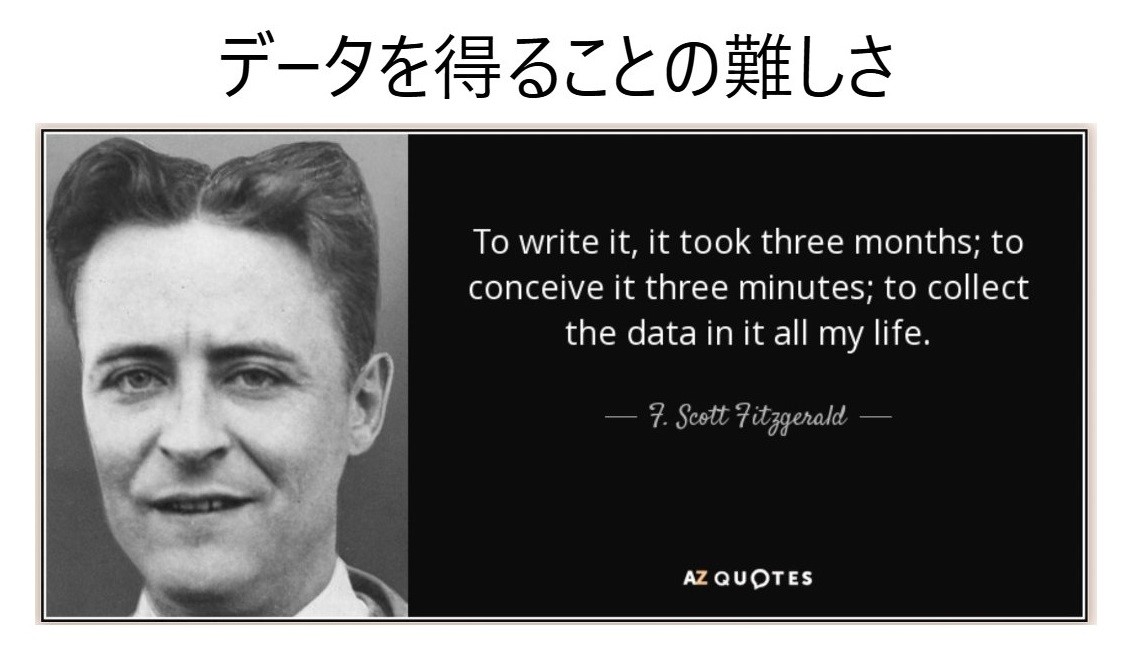 データを得ることの難しさ
To write it, it took three months; to
conceive it three minutes; to collect
the data in it all my life.
— F. Scott Fitzgerald —
AZ QUOTES